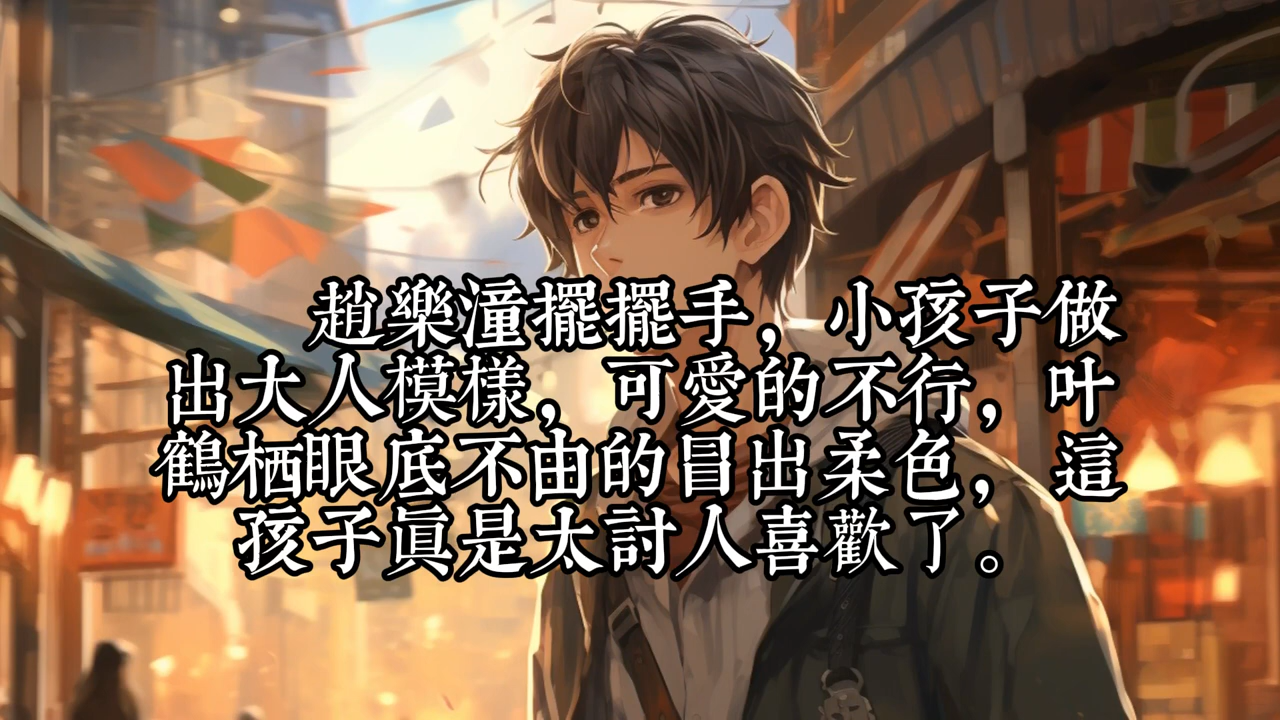 趙樂潼擺擺手，小孩子做
出大人模樣，可愛的不行，叶
鶴栖眼底不由的冒出柔色，這
孩子眞是太討人喜歡了。